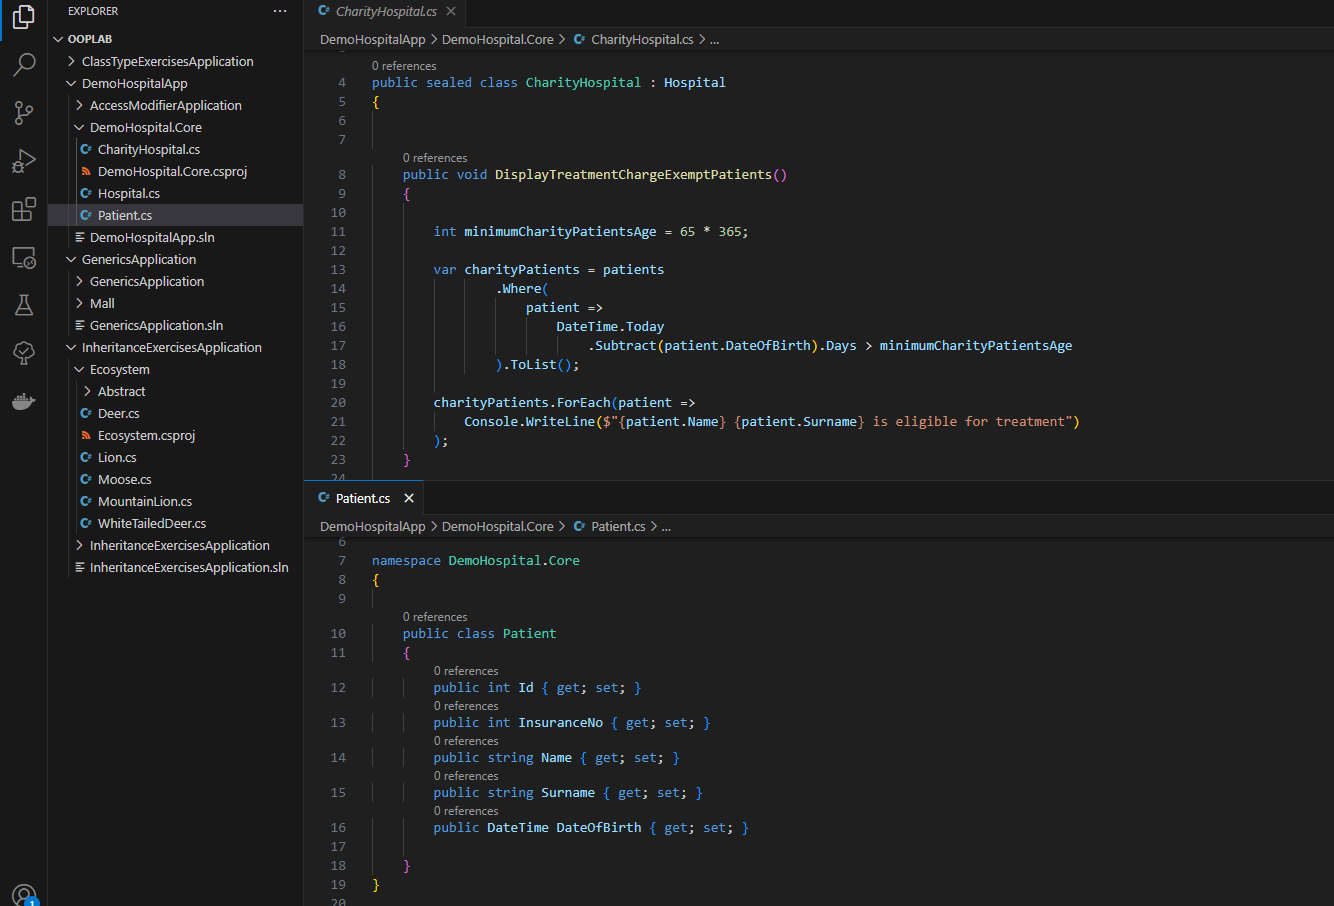 EXPLORER
OOPLAB
ClassTypeExercisesApplication
DemoHospitalApp
AccessModifierApplication
DemoHospital.Core
CharityHospital.cs
DemoHospital.Core.csproj
Hospital.cs
Patient.cs
DemoHospitalApp.sln
GenericsApplication
GenericsApplication
Mall
GenericsApplication.sln
InheritanceExercisesApplication
Ecosystem
Abstract
Deer.cs
Ecosystem.csproj
Lion.cs
Moose.cs
MountainLion.cs
WhiteTailedDeer.cs
InheritanceExercisesApplication
InheritanceExercisesApplication.sln
1
CharityHospital.cs
DemoHospitalApp > DemoHospital.Core > CharityHospital.cs > ...
0 references
4 public sealed class CharityHospital : Hospital
5 {
6
7
0 references
8 public void DisplayTreatmentChargeExemptPatients()
9 {
10
11 int minimumCharityPatientsAge = 65 * 365;
12
13 var charityPatients = patients
14 .Where(
15 patient =>
16 DateTime.Today
17 .Subtract(patient.DateOfBirth).Days > minimumCharityPatientsAge
18 ).ToList();
19
20 charityPatients.ForEach(patient =>
21 Console.WriteLine($"{patient.Name} {patient.Surname} is eligible for treatment")
22 );
23 }
24
Patient.cs
DemoHospitalApp > DemoHospital.Core > Patient.cs > ...
6
7 namespace DemoHospital.Core
8 {
9
0 references
10 public class Patient
11 {
0 references
12 public int Id { get; set; }
0 references
13 public int InsuranceNo { get; set; }
0 references
14 public string Name { get; set; }
0 references
15 public string Surname { get; set; }
0 references
16 public DateTime DateOfBirth { get; set; }
17
18 }
19 }
20